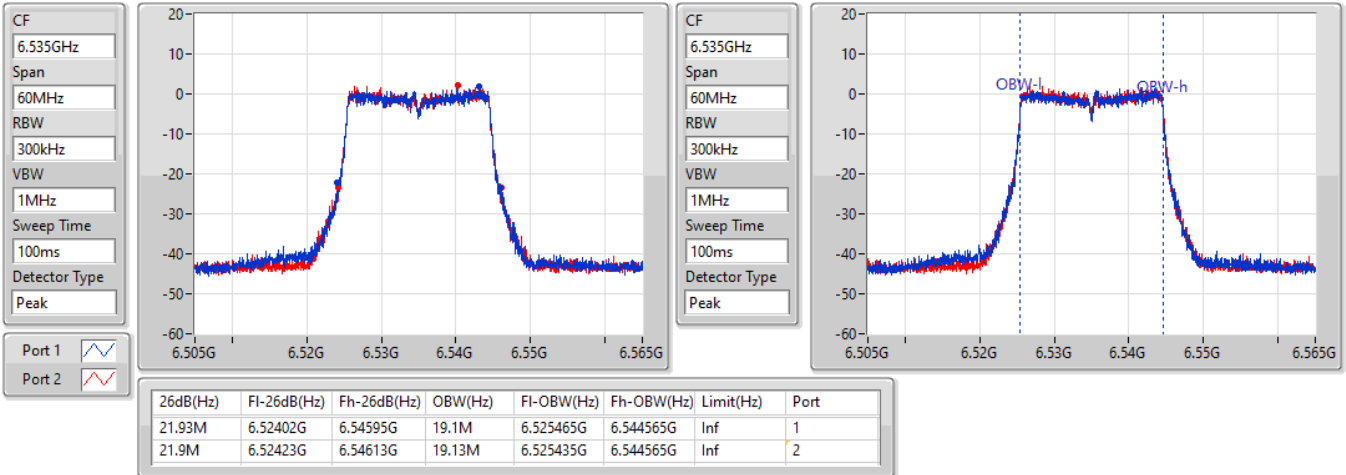 CF
6.535GHz
Span
60MHz
RBW
300kHz
VBW
1MHz
Sweep Time
100ms
Detector Type
Peak
Port 1
Port 2
20
10
0
-10
-20
-30
-40
-50
-60
6.505G 6.52G 6.53G 6.54G 6.55G 6.565G
CF
6.535GHz
Span
60MHz
RBW
300kHz
VBW
1MHz
Sweep Time
100ms
Detector Type
Peak
20
10
0
-10
-20
-30
-40
-50
-60
OBW-l OBW-h
6.505G 6.52G 6.53G 6.54G 6.55G 6.565G
26dB(Hz) Fl-26dB(Hz) Fh-26dB(Hz) OBW(Hz) Fl-OBW(Hz) Fh-OBW(Hz) Limit(Hz) Port
21.93M 6.52402G 6.54595G 19.1M 6.525465G 6.544565G Inf 1
21.9M 6.52423G 6.54613G 19.13M 6.525435G 6.544565G Inf 2